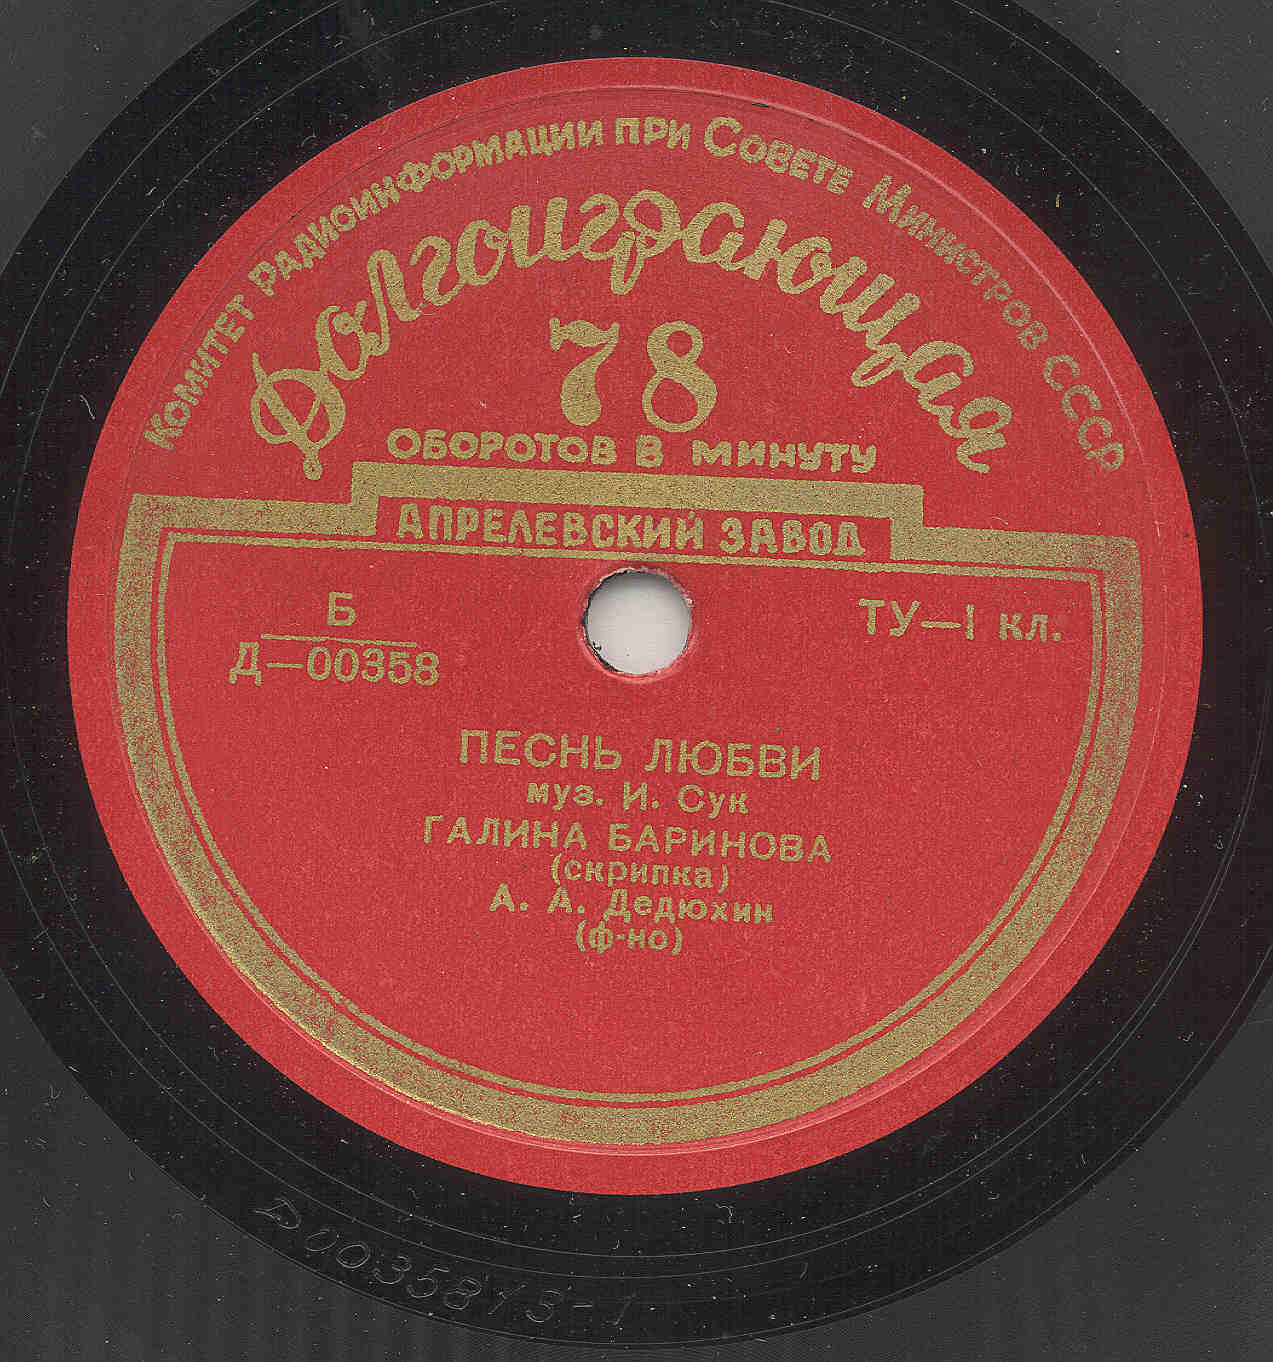 Комитет Радиоинформации при Совете Министров СССР
Долгоиграющая
78
ОБОРОТОВ В МИНУТУ
АПРЕЛЕВСКИЙ ЗАВОД
Б
Д—00358
ТУ—I кл.
ПЕСНЬ ЛЮБВИ
муз. И. Сук
ГАЛИНА БАРИНОВА
(скрипка)
А. А. Дедюхин
(ф-но)